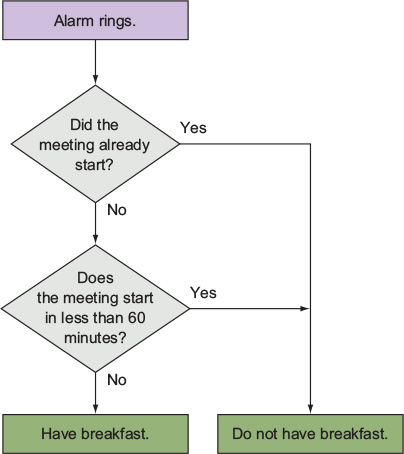 Alarm rings.
Did the
meeting already
start?
Yes
No
Does
the meeting start
in less than 60
minutes?
Yes
No
Have breakfast.
Do not have breakfast.